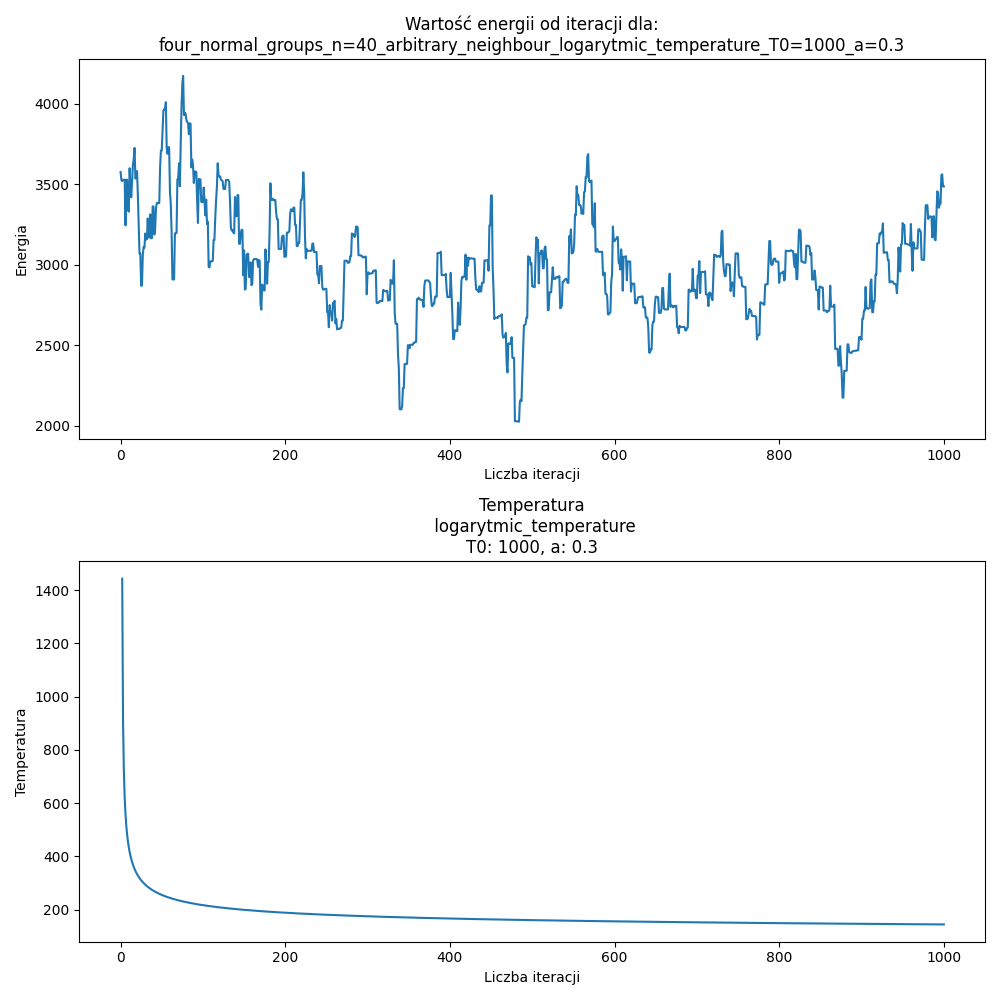 Wartość energii od iteracji dla:
four_normal_groups_n=40_arbitrary_neighbour_logarytmic_temperature_T0=1000_a=0.3
4000
3500
3000
2500
2000
Energia
0 200 400 600 800 1000
Liczba iteracji
Temperatura
logarytmic_temperature
T0: 1000, a: 0.3
1400
1200
1000
800
600
400
200
Temperatura
0 200 400 600 800 1000
Liczba iteracji